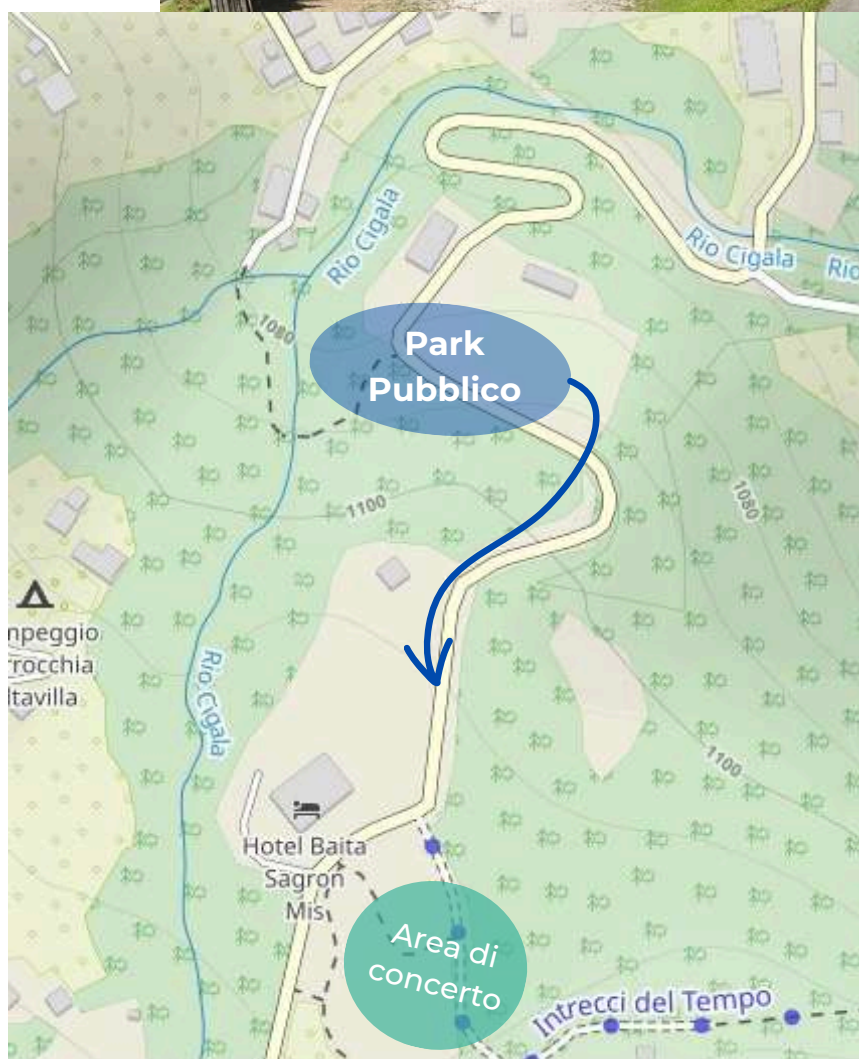 Rio Cigala
Rio Cigala
Rio
1080
Park
Pubblico
1100
1080
npeggio
rrocchia
ltavilla
Rio Cigala
1100
Hotel Baita
Sagron
Mis
Area di
concerto
Intrecci del Tempo